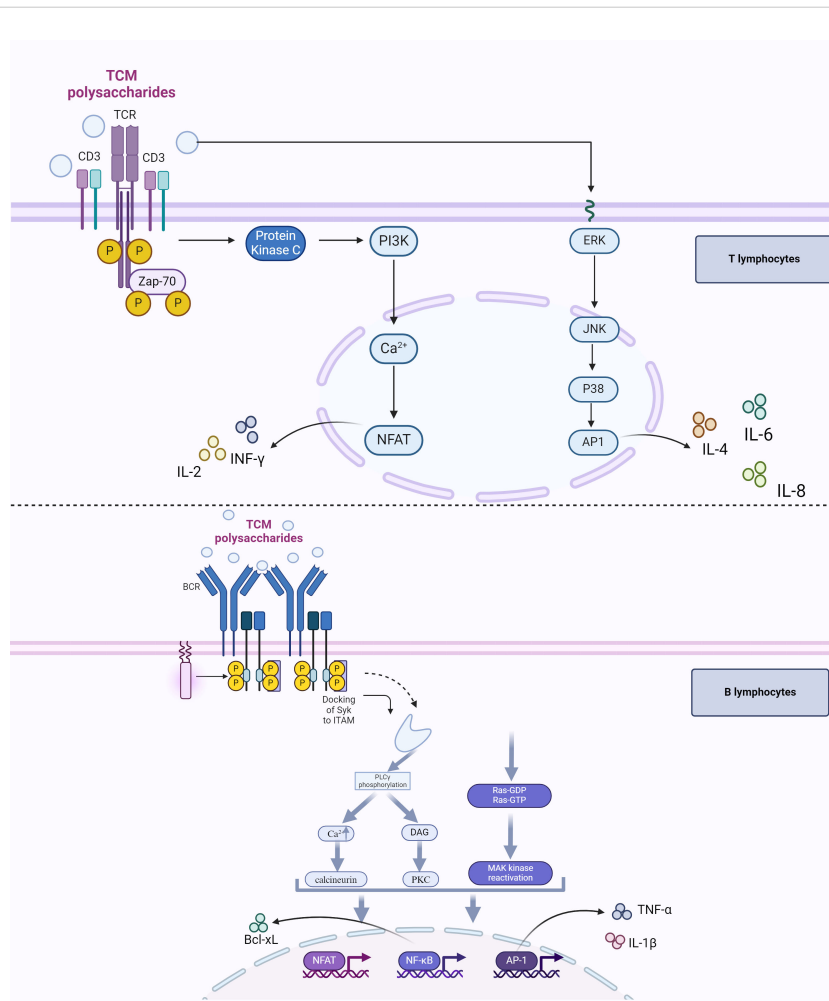 TCM
polysaccharides
TCR
CD3
CD3
P
P
Zap-70
P
P
Protein
Kinase C
PI3K
ERK
T lymphocytes
Ca²⁺
JNK
P38
NFAT
AP1
IL-2
INF-γ
IL-4
IL-6
IL-8
TCM
polysaccharides
BCR
P
P
P
P
P
P
P
P
Docking
of Syk
to ITAM
B lymphocytes
PLCγ
phosphorylation
Ras-GDP
Ras-GTP
DAG
calcineurin
PKC
MAK kinase
reactivation
Bcl-xL
TNF-α
IL-1β
NFAT
NF-κB
AP-1